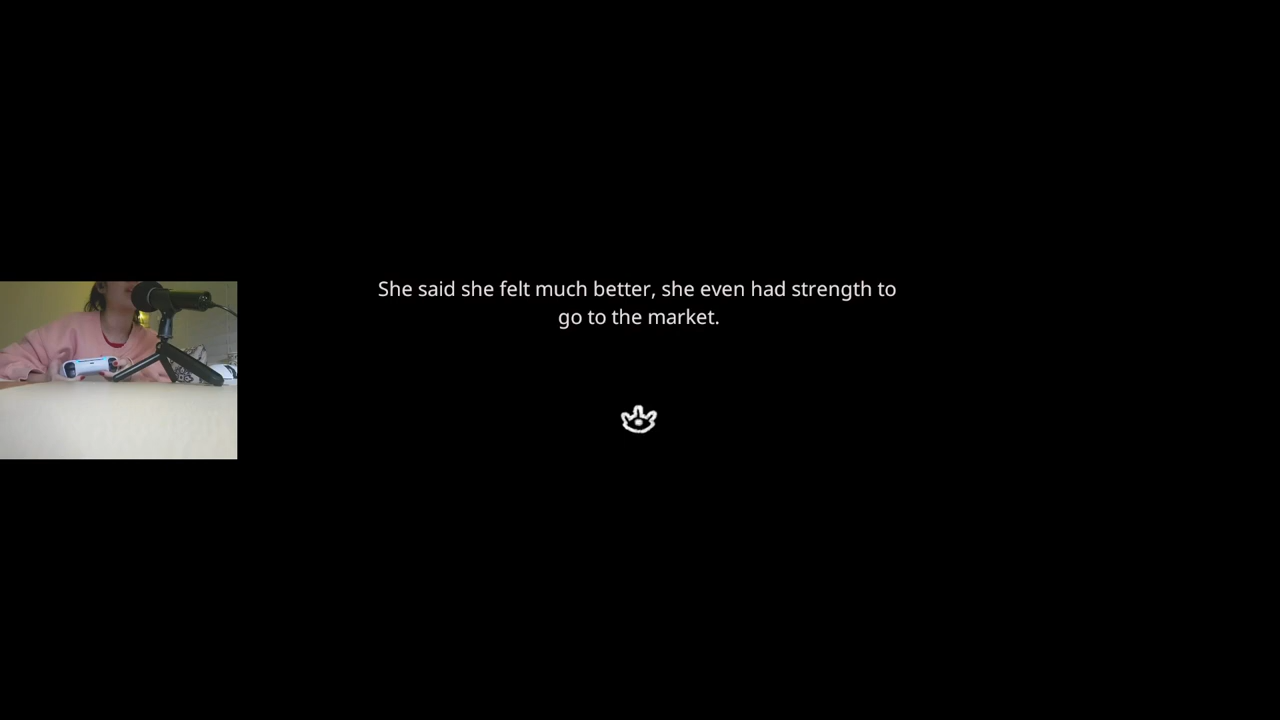 She said she felt much better, she even had strength to
go to the market.